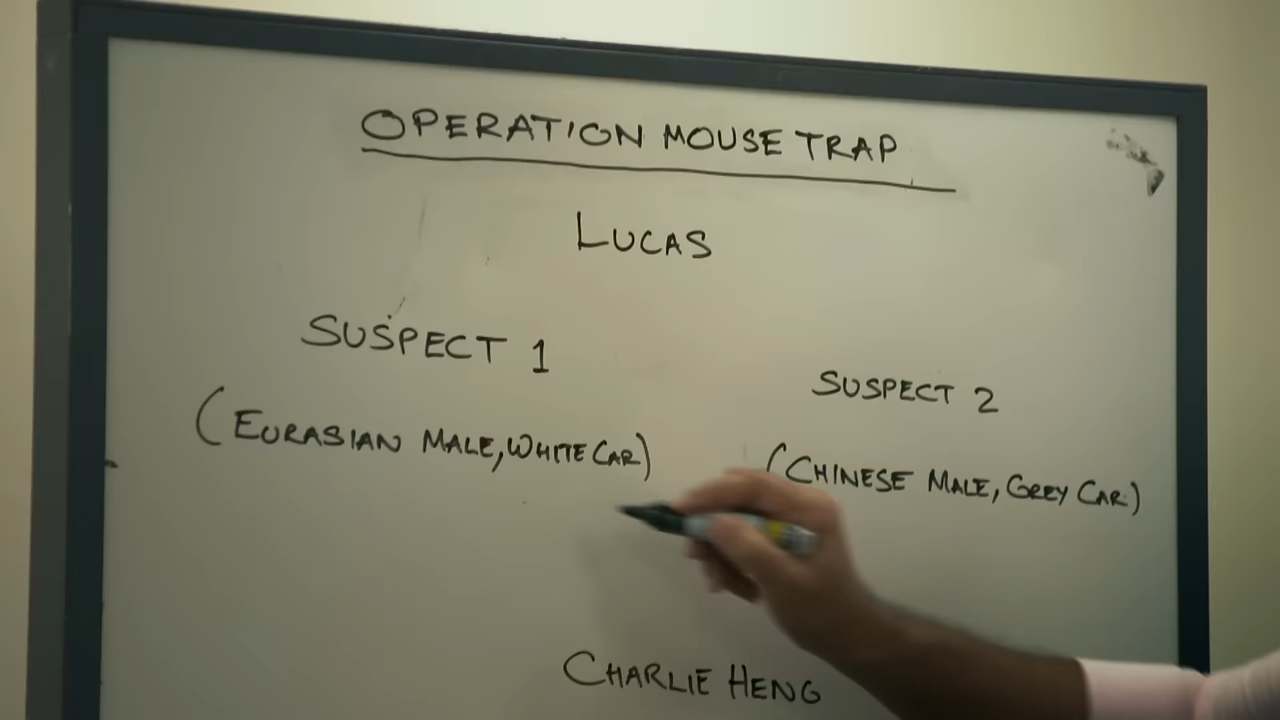 OPERATION MOUSE TRAP
LUCAS
SUSPECT 1
(EURASIAN MALE, WHITE CAR)
SUSPECT 2
(CHINESE MALE, GREY CAR)
CHARLIE HENG